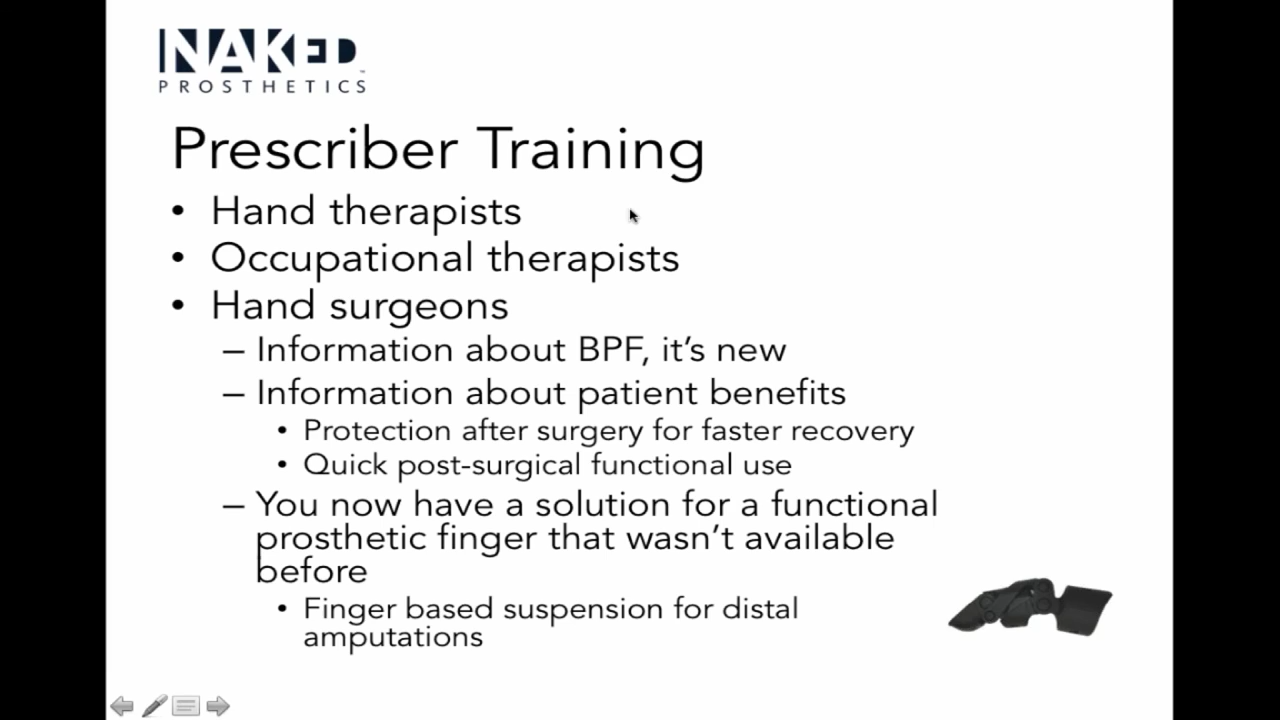 NAKED
PROSTHETICS
Prescriber Training
• Hand therapists
• Occupational therapists
• Hand surgeons
– Information about BPF, it’s new
– Information about patient benefits
• Protection after surgery for faster recovery
• Quick post-surgical functional use
– You now have a solution for a functional
prosthetic finger that wasn’t available
before
• Finger based suspension for distal
amputations